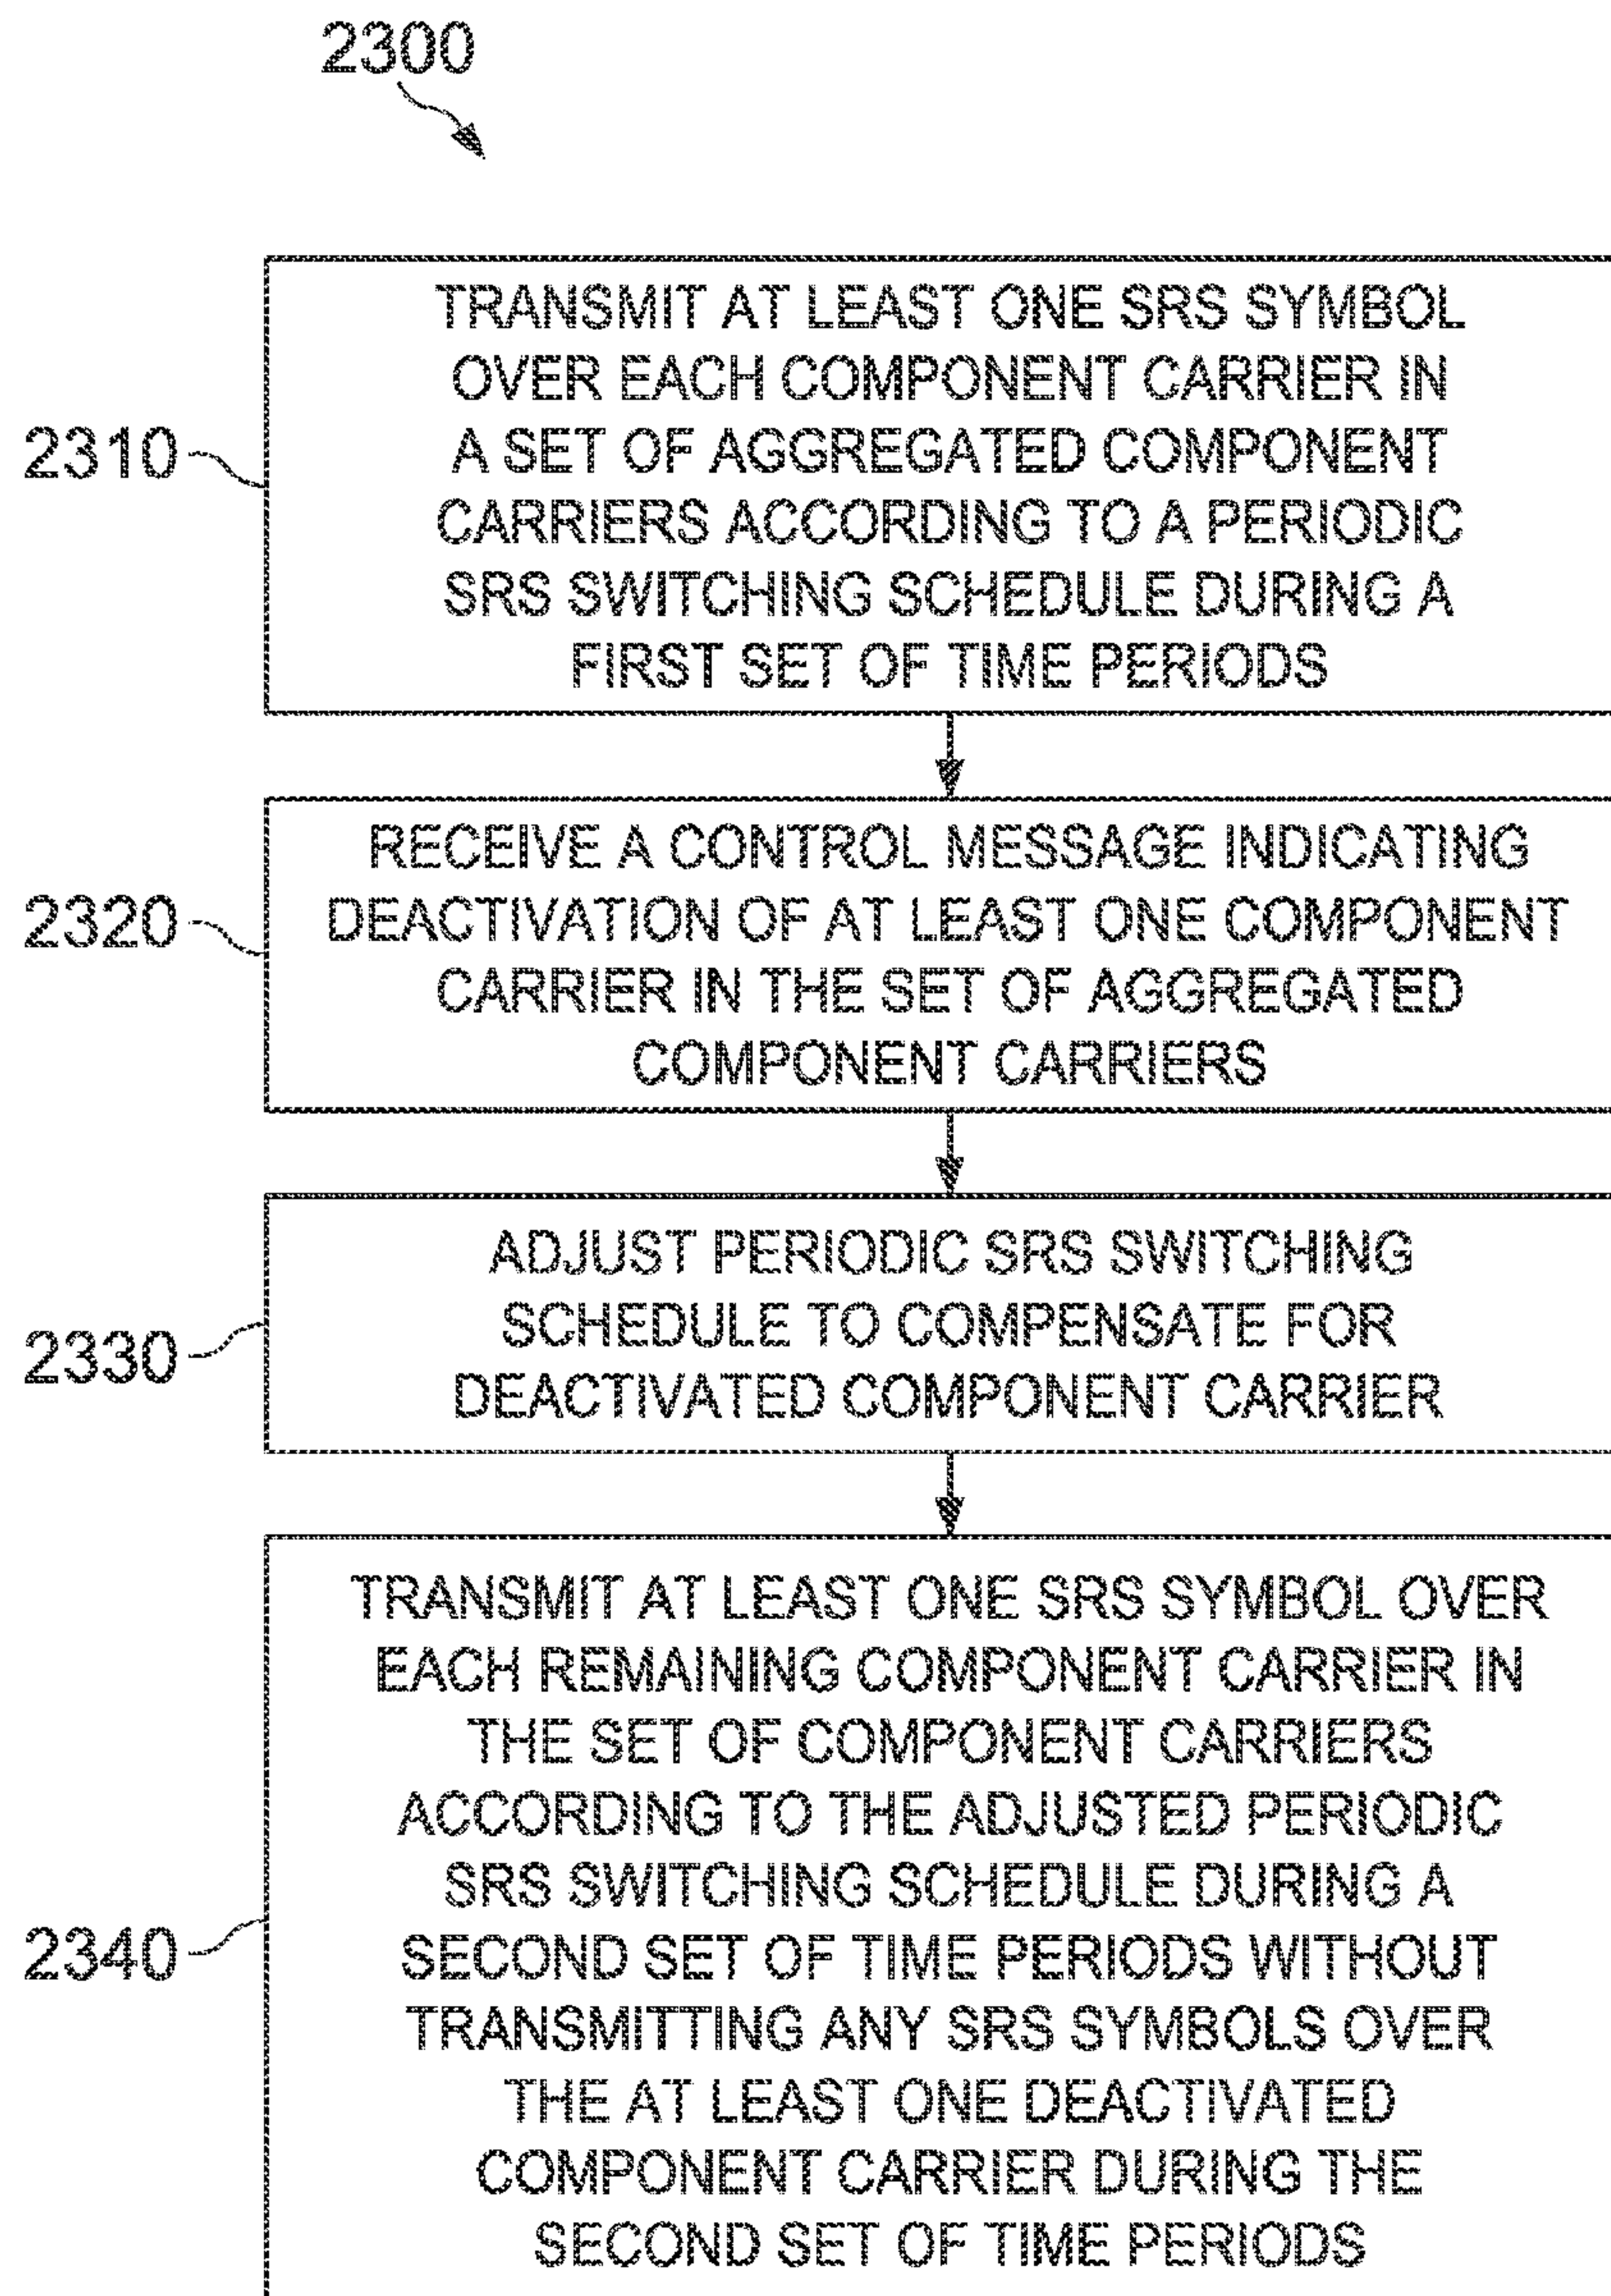 2300
2310
TRANSMIT AT LEAST ONE SRS SYMBOL
OVER EACH COMPONENT CARRIER IN
A SET OF AGGREGATED COMPONENT
CARRIERS ACCORDING TO A PERIODIC
SRS SWITCHING SCHEDULE DURING A
FIRST SET OF TIME PERIODS
2320
RECEIVE A CONTROL MESSAGE INDICATING
DEACTIVATION OF AT LEAST ONE COMPONENT
CARRIER IN THE SET OF AGGREGATED
COMPONENT CARRIERS
2330
ADJUST PERIODIC SRS SWITCHING
SCHEDULE TO COMPENSATE FOR
DEACTIVATED COMPONENT CARRIER
2340
TRANSMIT AT LEAST ONE SRS SYMBOL OVER
EACH REMAINING COMPONENT CARRIER IN
THE SET OF COMPONENT CARRIERS
ACCORDING TO THE ADJUSTED PERIODIC
SRS SWITCHING SCHEDULE DURING A
SECOND SET OF TIME PERIODS WITHOUT
TRANSMITTING ANY SRS SYMBOLS OVER
THE AT LEAST ONE DEACTIVATED
COMPONENT CARRIER DURING THE
SECOND SET OF TIME PERIODS